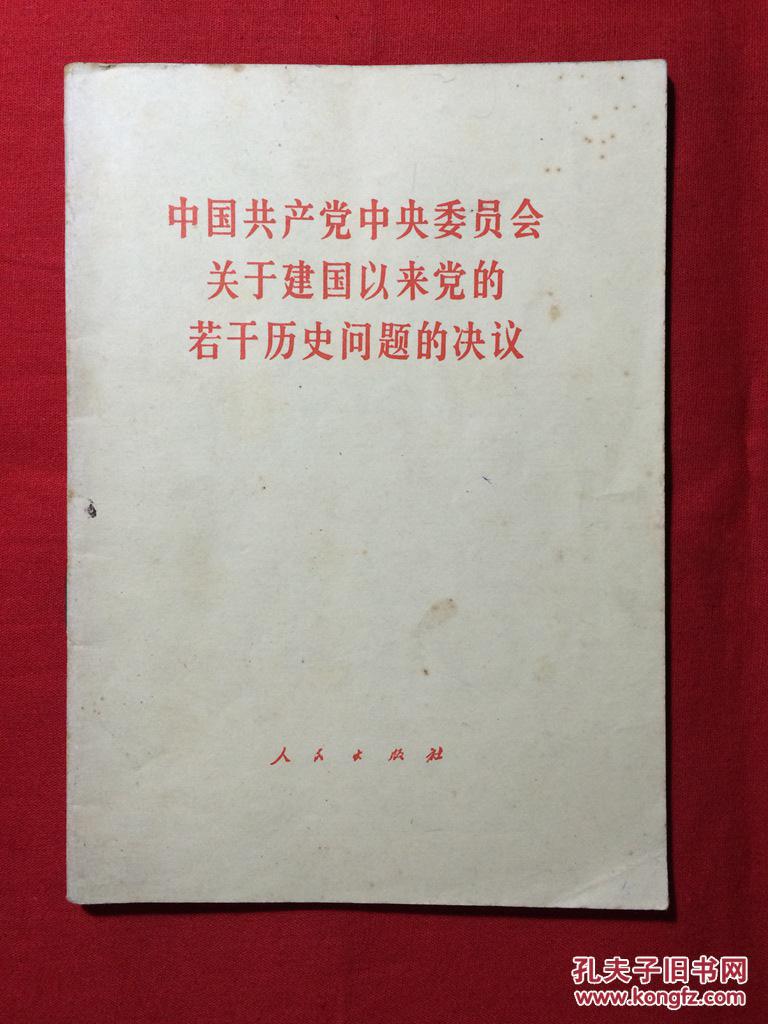 中国共产党中央委员会
关于建国以来党的
若干历史问题的决议
人民出版社
孔夫子旧书网
www.kongfz.com